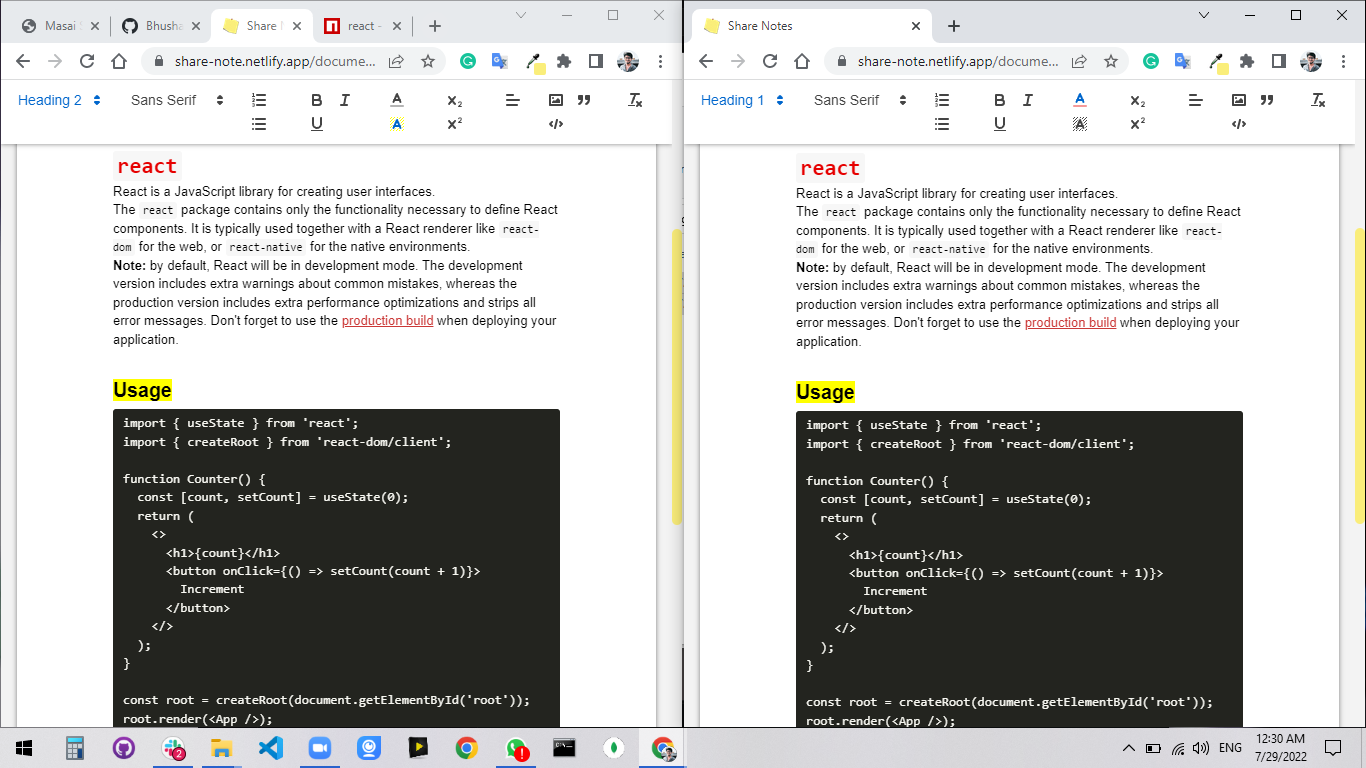 Masai
Bhusha
Share N
react -
share-note.netlify.app/docume...
Heading 2
Sans Serif
B I A X₂
U A X²
react
React is a JavaScript library for creating user interfaces.
The react package contains only the functionality necessary to define React
components. It is typically used together with a React renderer like react-
dom for the web, or react-native for the native environments.
Note: by default, React will be in development mode. The development
version includes extra warnings about common mistakes, whereas the
production version includes extra performance optimizations and strips all
error messages. Don't forget to use the production build when deploying your
application.
Usage
import { useState } from 'react';
import { createRoot } from 'react-dom/client';
function Counter() {
const [count, setCount] = useState(0);
return (
<>
<h1>{count}</h1>
<button onClick={() => setCount(count + 1)}>
Increment
</button>
</>
);
}
const root = createRoot(document.getElementById('root'));
root.render(<App />);
Share Notes
share-note.netlify.app/docume...
Heading 1
Sans Serif
B I A X₂
U A X²
react
React is a JavaScript library for creating user interfaces.
The react package contains only the functionality necessary to define React
components. It is typically used together with a React renderer like react-
dom for the web, or react-native for the native environments.
Note: by default, React will be in development mode. The development
version includes extra warnings about common mistakes, whereas the
production version includes extra performance optimizations and strips all
error messages. Don't forget to use the production build when deploying your
application.
Usage
import { useState } from 'react';
import { createRoot } from 'react-dom/client';
function Counter() {
const [count, setCount] = useState(0);
return (
<>
<h1>{count}</h1>
<button onClick={() => setCount(count + 1)}>
Increment
</button>
</>
);
}
const root = createRoot(document.getElementById('root'));
root.render(<App />);
2
ENG
12:30 AM
7/29/2022